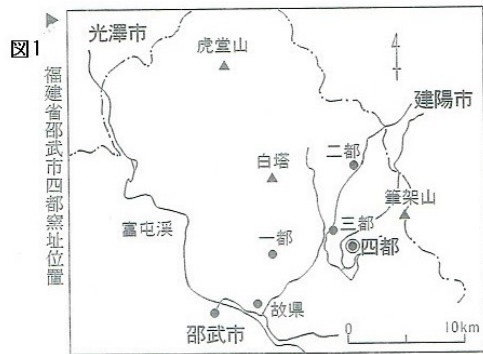 図1
福建省邵武市四都窯址位置
光澤市
虎堂山
建陽市
二都
白塔
筆架山
富屯渓
三都
一都
四都
故県
邵武市
0
10km